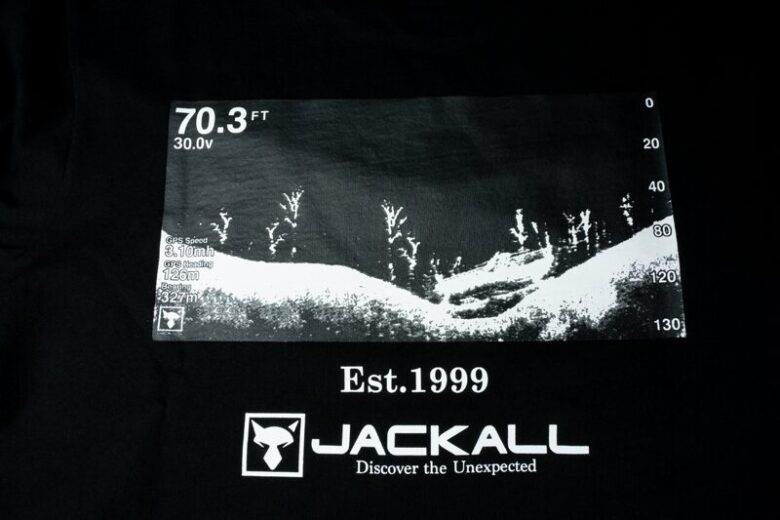 70.3 FT
30.0v
0
20
40
80
120
130
GPS Speed
3.10mh
GPS Heading
126m
Bearing
-327m
Est.1999
JACKALL
Discover the Unexpected